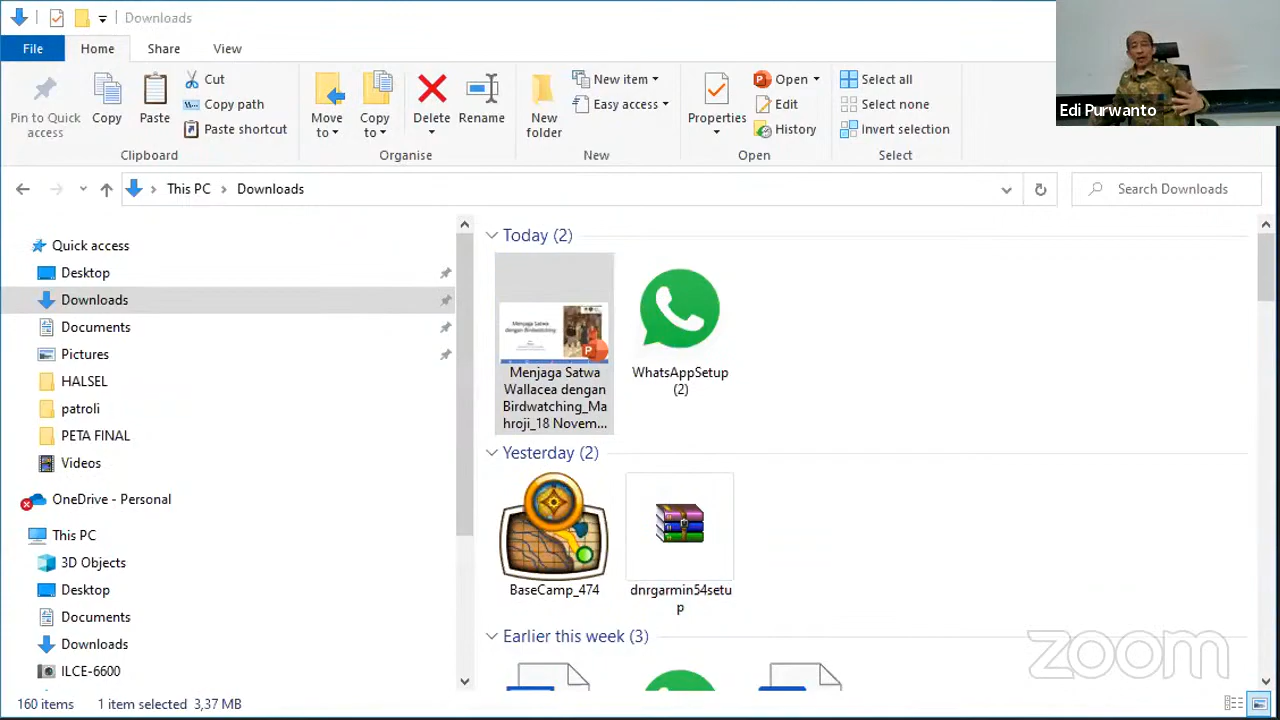 Downloads
File
Home
Share
View
Pin to Quick
access
Copy
Paste
Cut
Copy path
Paste shortcut
Clipboard
Move
to
Copy
to
Delete
Rename
Organise
New
folder
New item
Easy access
New
Properties
Open
Edit
History
Open
Select all
Select none
Invert selection
Select
Edi Purwanto
This PC
Downloads
Search Downloads
Quick access
Desktop
Downloads
Documents
Pictures
HALSEL
patroli
PETA FINAL
Videos
OneDrive - Personal
This PC
3D Objects
Desktop
Documents
Downloads
ILCE-6600
Today (2)
Menjaga Satwa
dengan Birdwatching
Menjaga Satwa
Wallacea dengan
Birdwatching_Ma
hroji_18 Novem...
WhatsAppSetup
(2)
Yesterday (2)
BaseCamp_474
dnrgarmin54setu
p
Earlier this week (3)
zoom
160 items
1 item selected 3,37 MB